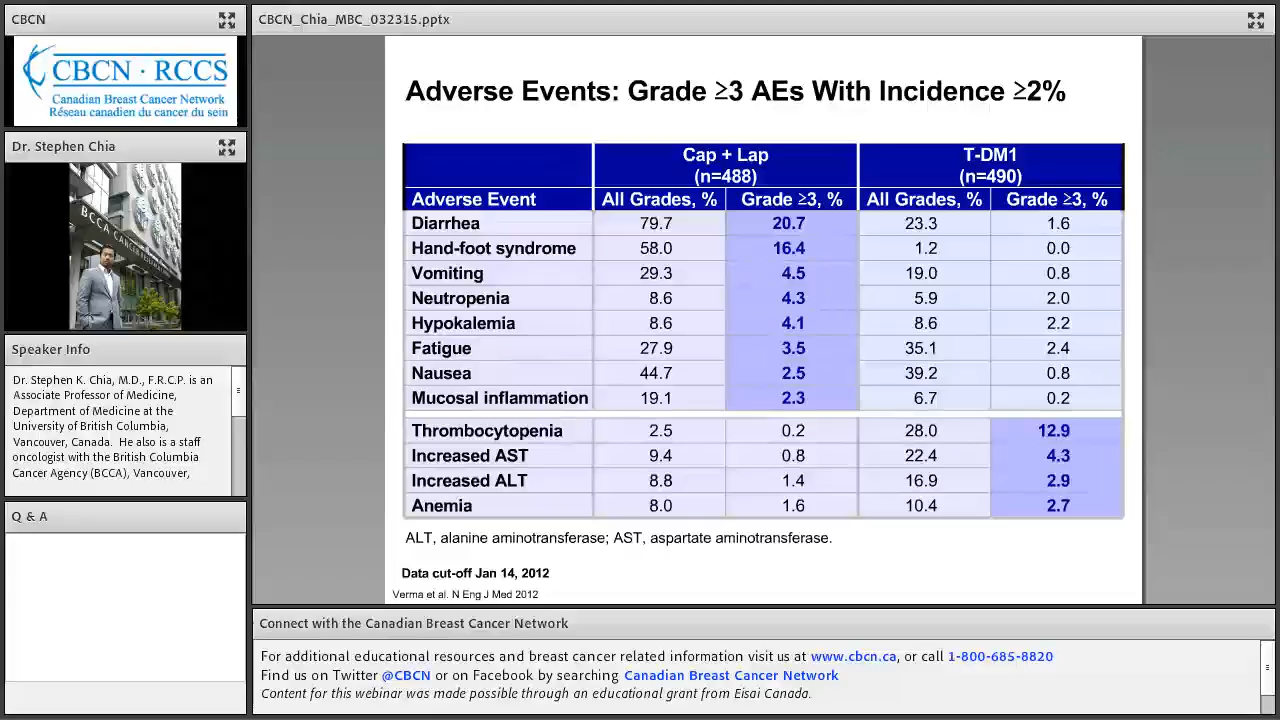 CBCN
CBCN · RCCS
Canadian Breast Cancer Network
Réseau canadien du cancer du sein
Dr. Stephen Chia
BCCA CANCER RESEARCH
Speaker Info
Dr. Stephen K. Chia, M.D., F.R.C.P. is an
Associate Professor of Medicine,
Department of Medicine at the
University of British Columbia,
Vancouver, Canada. He also is a staff
oncologist with the British Columbia
Cancer Agency (BCCA), Vancouver,
Q & A
CBCN_Chia_MBC_032315.pptx
Adverse Events: Grade ≥3 AEs With Incidence ≥2%
Cap + Lap T-DM1
(n=488) (n=490)
Adverse Event All Grades, % Grade ≥3, % All Grades, % Grade ≥3, %
Diarrhea 79.7 20.7 23.3 1.6
Hand-foot syndrome 58.0 16.4 1.2 0.0
Vomiting 29.3 4.5 19.0 0.8
Neutropenia 8.6 4.3 5.9 2.0
Hypokalemia 8.6 4.1 8.6 2.2
Fatigue 27.9 3.5 35.1 2.4
Nausea 44.7 2.5 39.2 0.8
Mucosal inflammation 19.1 2.3 6.7 0.2
Thrombocytopenia 2.5 0.2 28.0 12.9
Increased AST 9.4 0.8 22.4 4.3
Increased ALT 8.8 1.4 16.9 2.9
Anemia 8.0 1.6 10.4 2.7
ALT, alanine aminotransferase; AST, aspartate aminotransferase.
Data cut-off Jan 14, 2012
Verma et al. N Eng J Med 2012
Connect with the Canadian Breast Cancer Network
For additional educational resources and breast cancer related information visit us at www.cbcn.ca, or call 1-800-685-8820
Find us on Twitter @CBCN or on Facebook by searching Canadian Breast Cancer Network
Content for this webinar was made possible through an educational grant from Eisai Canada.